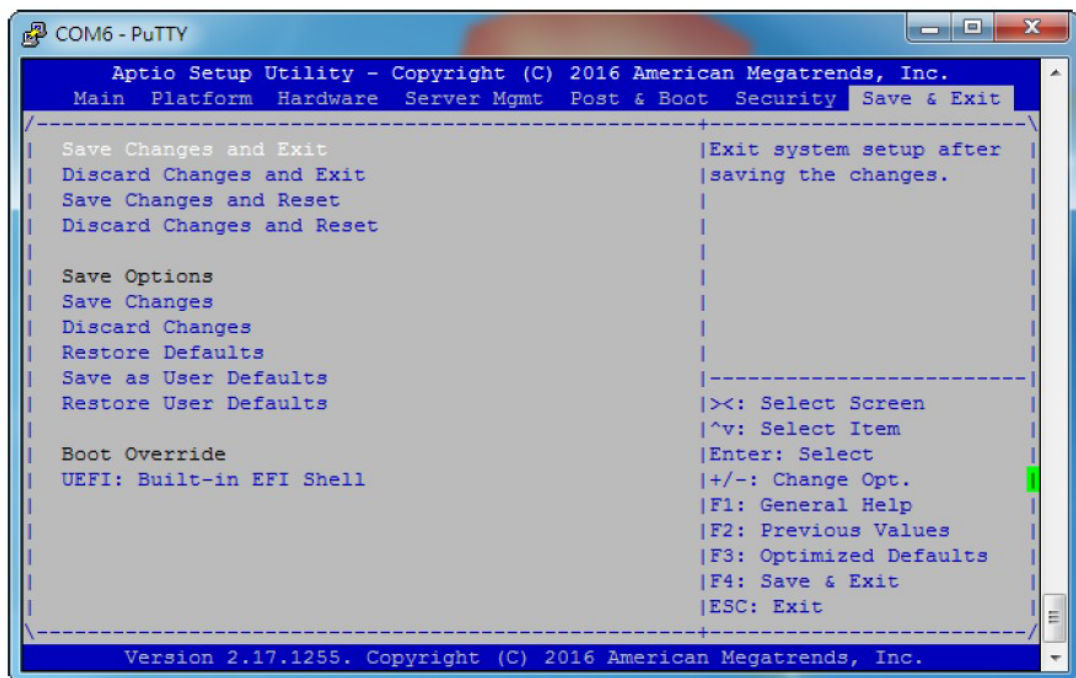 COM6 - PuTTY
Aptio Setup Utility - Copyright (C) 2016 American Megatrends, Inc.
Main Platform Hardware Server Mgmt Post & Boot Security Save & Exit
/----------------------------------------------------+-------------------------\
| Save Changes and Exit |Exit system setup after |
| Discard Changes and Exit |saving the changes. |
| Save Changes and Reset | |
| Discard Changes and Reset | |
| | |
| Save Options | |
| Save Changes | |
| Discard Changes | |
| Restore Defaults | |
| Save as User Defaults |-------------------------|
| Restore User Defaults |><: Select Screen |
| |^v: Select Item |
| Boot Override |Enter: Select |
| UEFI: Built-in EFI Shell |+/-: Change Opt. |
| |F1: General Help |
| |F2: Previous Values |
| |F3: Optimized Defaults |
| |F4: Save & Exit |
| |ESC: Exit |
\----------------------------------------------------+-------------------------/
Version 2.17.1255. Copyright (C) 2016 American Megatrends, Inc.